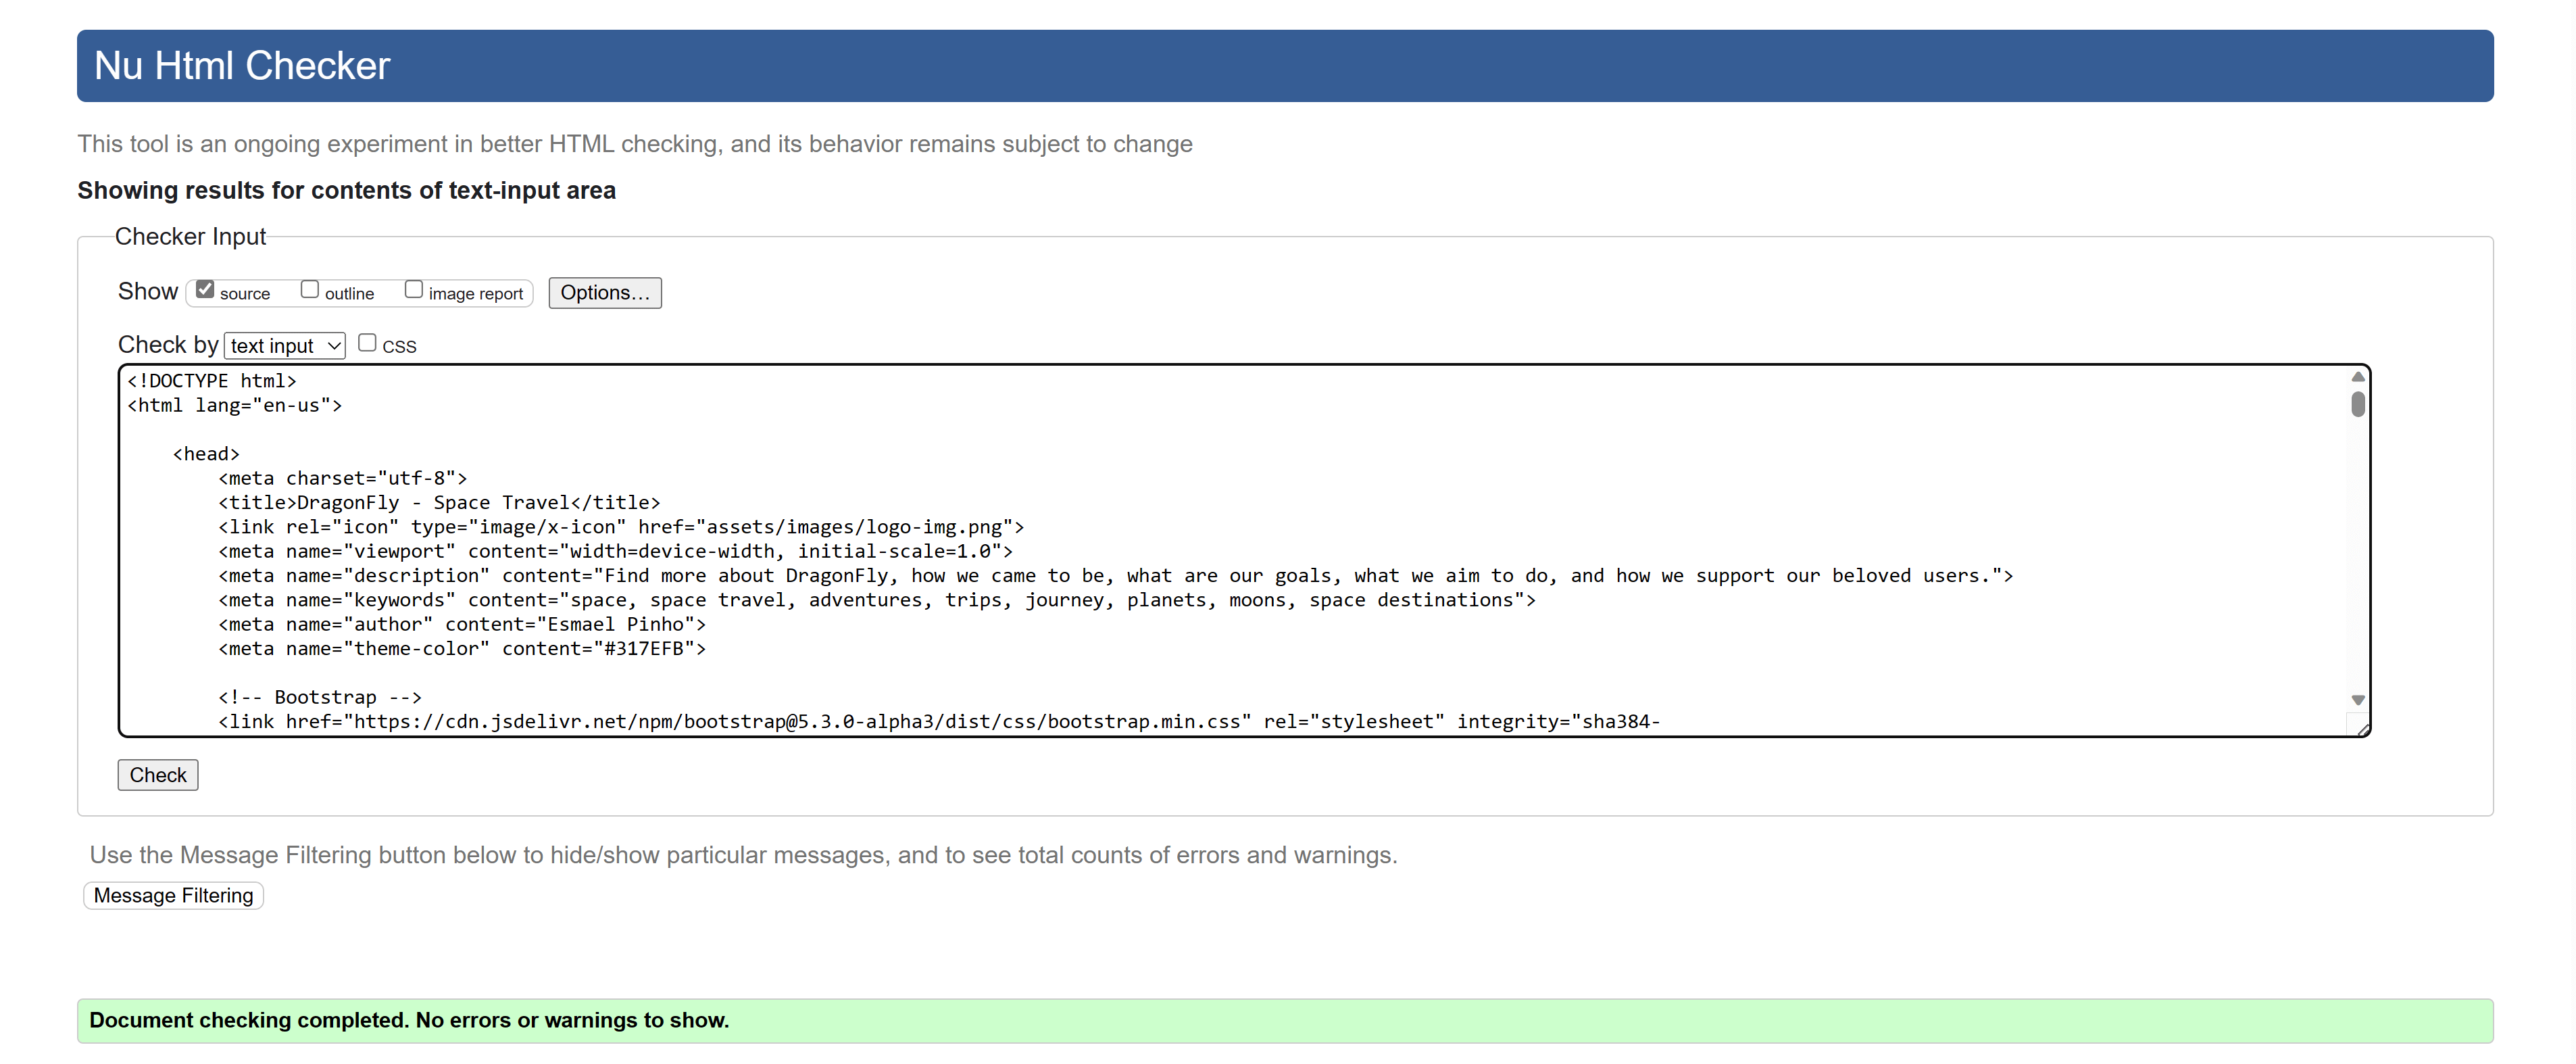 Nu Html Checker
This tool is an ongoing experiment in better HTML checking, and its behavior remains subject to change
Showing results for contents of text-input area
Checker Input
Show source outline image report Options...
Check by text input CSS
<!DOCTYPE html>
<html lang="en-us">
<head>
<meta charset="utf-8">
<title>DragonFly - Space Travel</title>
<link rel="icon" type="image/x-icon" href="assets/images/logo-img.png">
<meta name="viewport" content="width=device-width, initial-scale=1.0">
<meta name="description" content="Find more about DragonFly, how we came to be, what are our goals, what we aim to do, and how we support our beloved users.">
<meta name="keywords" content="space, space travel, adventures, trips, journey, planets, moons, space destinations">
<meta name="author" content="Esmael Pinho">
<meta name="theme-color" content="#317EFB">
<!-- Bootstrap -->
<link href="https://cdn.jsdelivr.net/npm/bootstrap@5.3.0-alpha3/dist/css/bootstrap.min.css" rel="stylesheet" integrity="sha384-
Check
Use the Message Filtering button below to hide/show particular messages, and to see total counts of errors and warnings.
Message Filtering
Document checking completed. No errors or warnings to show.